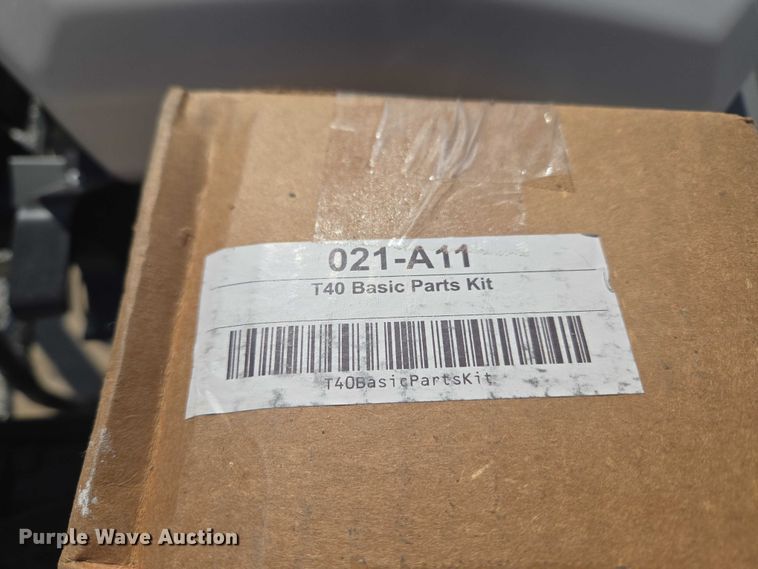 021-A11
T40 Basic Parts Kit
T40BasicPartsKit
Purple Wave Auction